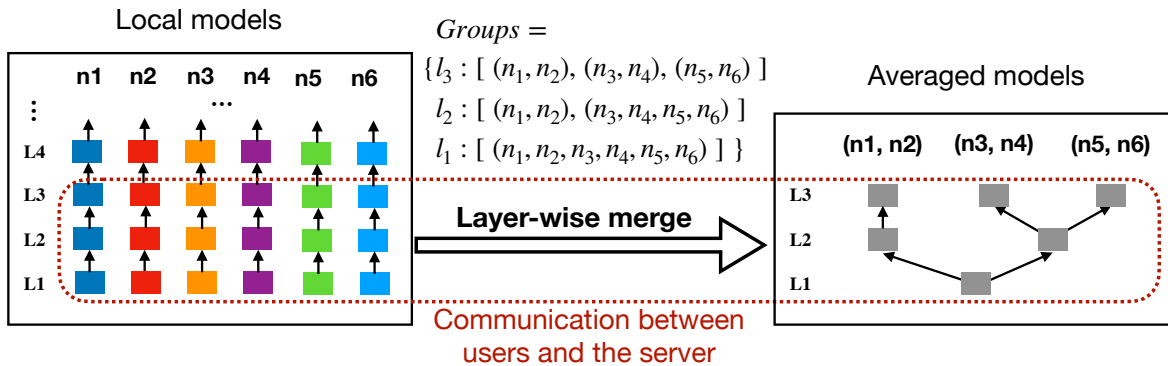 Local models
n1 n2 n3 n4 n5 n6
...
...
L4
L3
L2
L1
Groups =
{l₃ : [ (n₁, n₂), (n₃, n₄), (n₅, n₆) ]
l₂ : [ (n₁, n₂), (n₃, n₄, n₅, n₆) ]
l₁ : [ (n₁, n₂, n₃, n₄, n₅, n₆) ] }
Layer-wise merge
Averaged models
(n1, n2) (n3, n4) (n5, n6)
L3
L2
L1
Communication between
users and the server